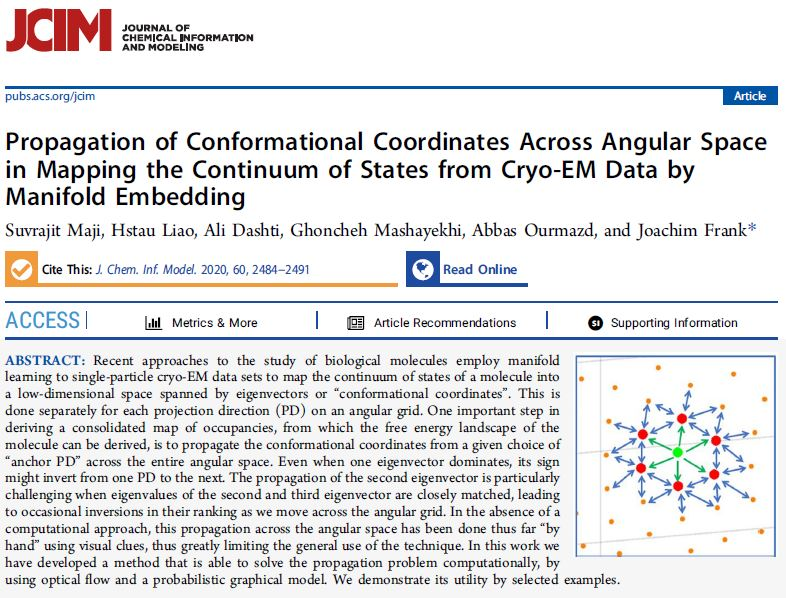 JCIM
JOURNAL OF
CHEMICAL INFORMATION
AND MODELING
pubs.acs.org/jcim
Article
Propagation of Conformational Coordinates Across Angular Space
in Mapping the Continuum of States from Cryo-EM Data by
Manifold Embedding
Suvrajit Maji, Hstau Liao, Ali Dashti, Ghoncheh Mashayekhi, Abbas Ourmazd, and Joachim Frank*
Cite This: J. Chem. Inf. Model. 2020, 60, 2484–2491
Read Online
ACCESS
Metrics & More
Article Recommendations
SI Supporting Information
ABSTRACT: Recent approaches to the study of biological molecules employ manifold
learning to single-particle cryo-EM data sets to map the continuum of states of a molecule into
a low-dimensional space spanned by eigenvectors or “conformational coordinates”. This is
done separately for each projection direction (PD) on an angular grid. One important step in
deriving a consolidated map of occupancies, from which the free energy landscape of the
molecule can be derived, is to propagate the conformational coordinates from a given choice of
“anchor PD” across the entire angular space. Even when one eigenvector dominates, its sign
might invert from one PD to the next. The propagation of the second eigenvector is particularly
challenging when eigenvalues of the second and third eigenvector are closely matched, leading
to occasional inversions in their ranking as we move across the angular grid. In the absence of a
computational approach, this propagation across the angular space has been done thus far “by
hand” using visual clues, thus greatly limiting the general use of the technique. In this work we
have developed a method that is able to solve the propagation problem computationally, by
using optical flow and a probabilistic graphical model. We demonstrate its utility by selected examples.